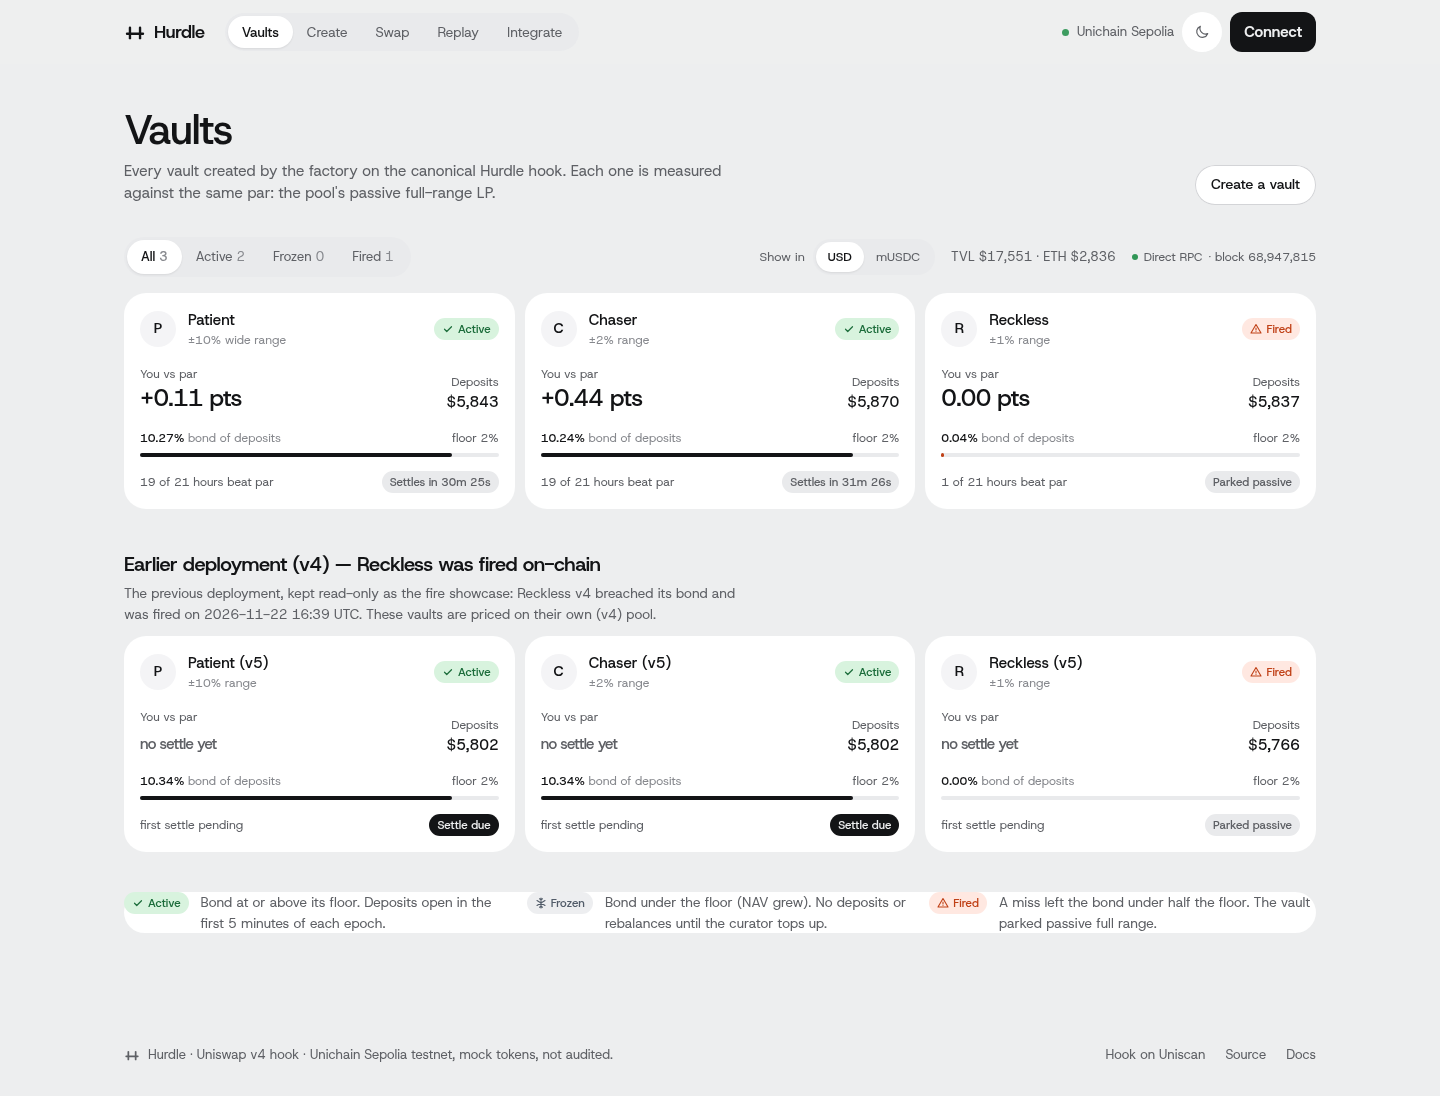 Hurdle
Vaults
Create
Swap
Replay
Integrate
Unichain Sepolia
Connect
Vaults
Every vault created by the factory on the canonical Hurdle hook. Each one is measured
against the same par: the pool's passive full-range LP.
Create a vault
All 3
Active 2
Frozen 0
Fired 1
Show in
USD
mUSDC
TVL $17,551 · ETH $2,836
Direct RPC · block 68,947,815
P
Patient
±10% wide range
Active
You vs par
+0.11 pts
Deposits
$5,843
10.27% bond of deposits
floor 2%
19 of 21 hours beat par
Settles in 30m 25s
C
Chaser
±2% range
Active
You vs par
+0.44 pts
Deposits
$5,870
10.24% bond of deposits
floor 2%
19 of 21 hours beat par
Settles in 31m 26s
R
Reckless
±1% range
Fired
You vs par
0.00 pts
Deposits
$5,837
0.04% bond of deposits
floor 2%
1 of 21 hours beat par
Parked passive
Earlier deployment (v4) — Reckless was fired on-chain
The previous deployment, kept read-only as the fire showcase: Reckless v4 breached its bond and
was fired on 2026-11-22 16:39 UTC. These vaults are priced on their own (v4) pool.
P
Patient (v5)
±10% range
Active
You vs par
no settle yet
Deposits
$5,802
10.34% bond of deposits
floor 2%
first settle pending
Settle due
C
Chaser (v5)
±2% range
Active
You vs par
no settle yet
Deposits
$5,802
10.34% bond of deposits
floor 2%
first settle pending
Settle due
R
Reckless (v5)
±1% range
Fired
You vs par
no settle yet
Deposits
$5,766
0.00% bond of deposits
floor 2%
first settle pending
Parked passive
Active
Bond at or above its floor. Deposits open in the
first 5 minutes of each epoch.
Frozen
Bond under the floor (NAV grew). No deposits or
rebalances until the curator tops up.
Fired
A miss left the bond under half the floor. The vault
parked passive full range.
Hurdle · Uniswap v4 hook · Unichain Sepolia testnet, mock tokens, not audited.
Hook on Uniscan
Source
Docs